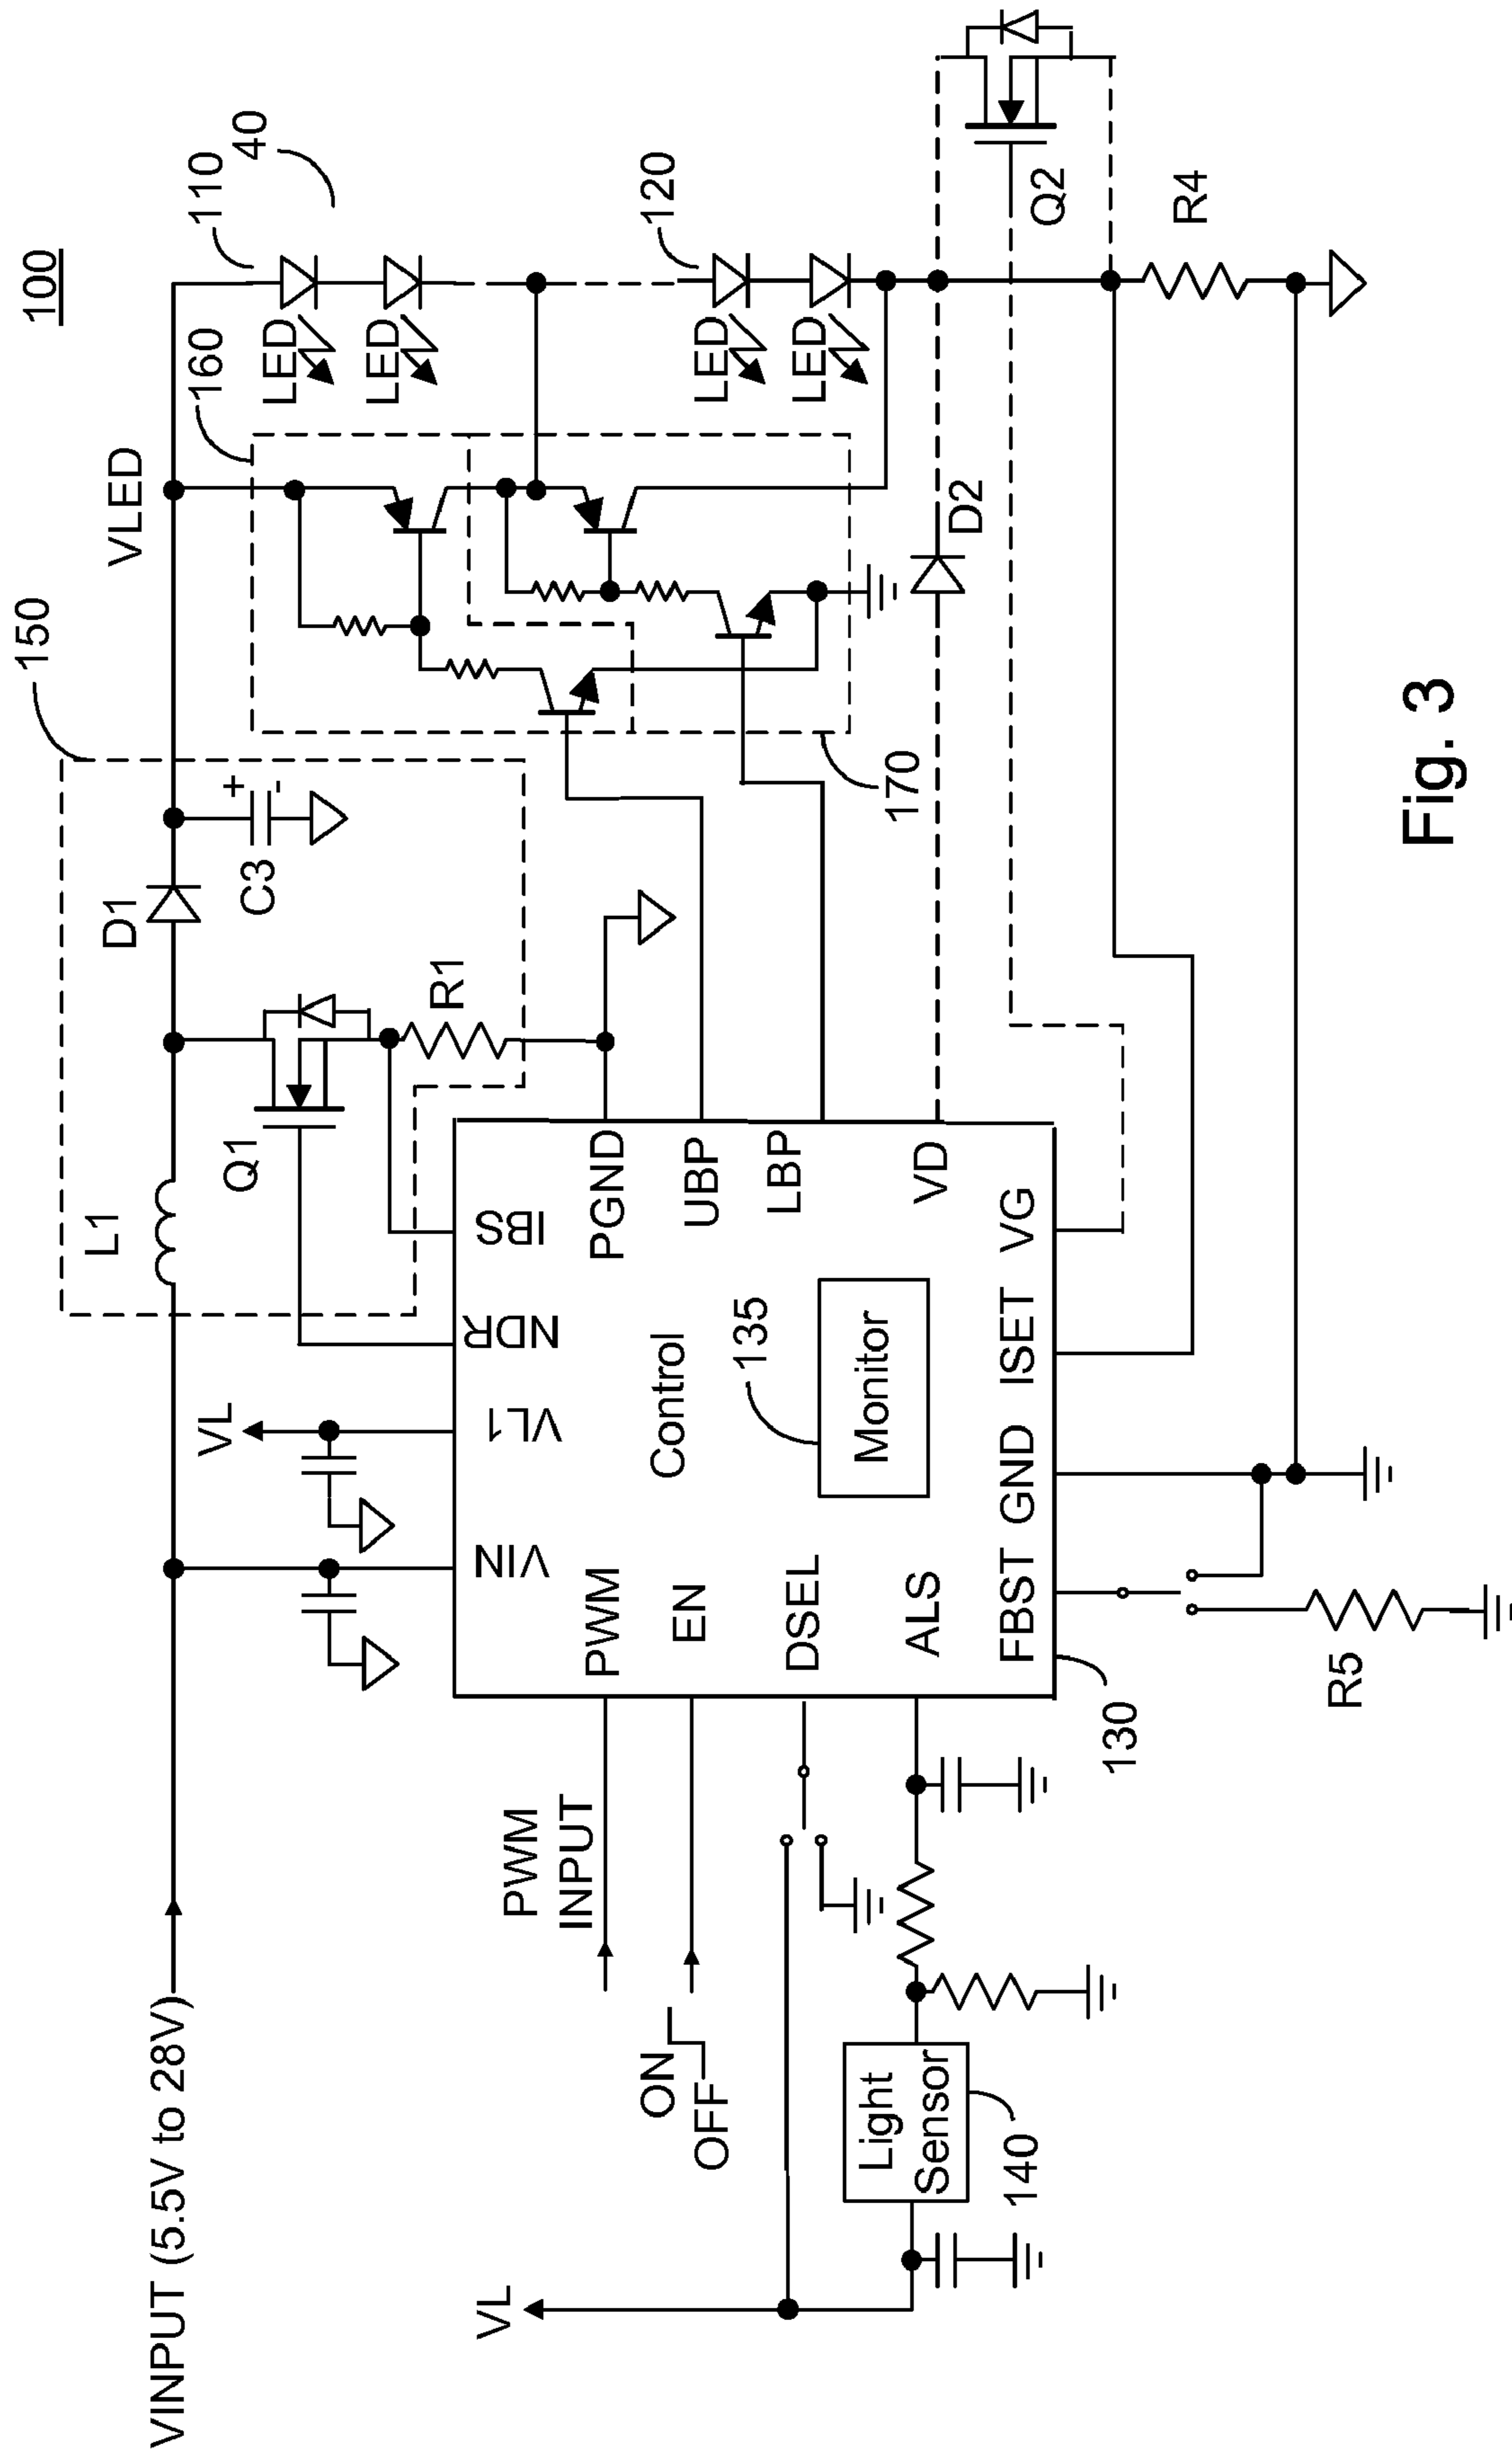 100
150
VLED
160
110
40
VINPUT (5.5V to 28V)
L1
D1
C3
+
-
LED
LED
VL
Q1
R1
120
LED
LED
VIN
VL1
NDR
IBS
PWM
INPUT
PWM
EN
DSEL
ALS
Control
135
Monitor
PGND
UBP
LBP
VD
170
D2
Q2
R4
ON
OFF
VL
Light
Sensor
140
130
FBST
GND
ISET
VG
R5
Fig. 3